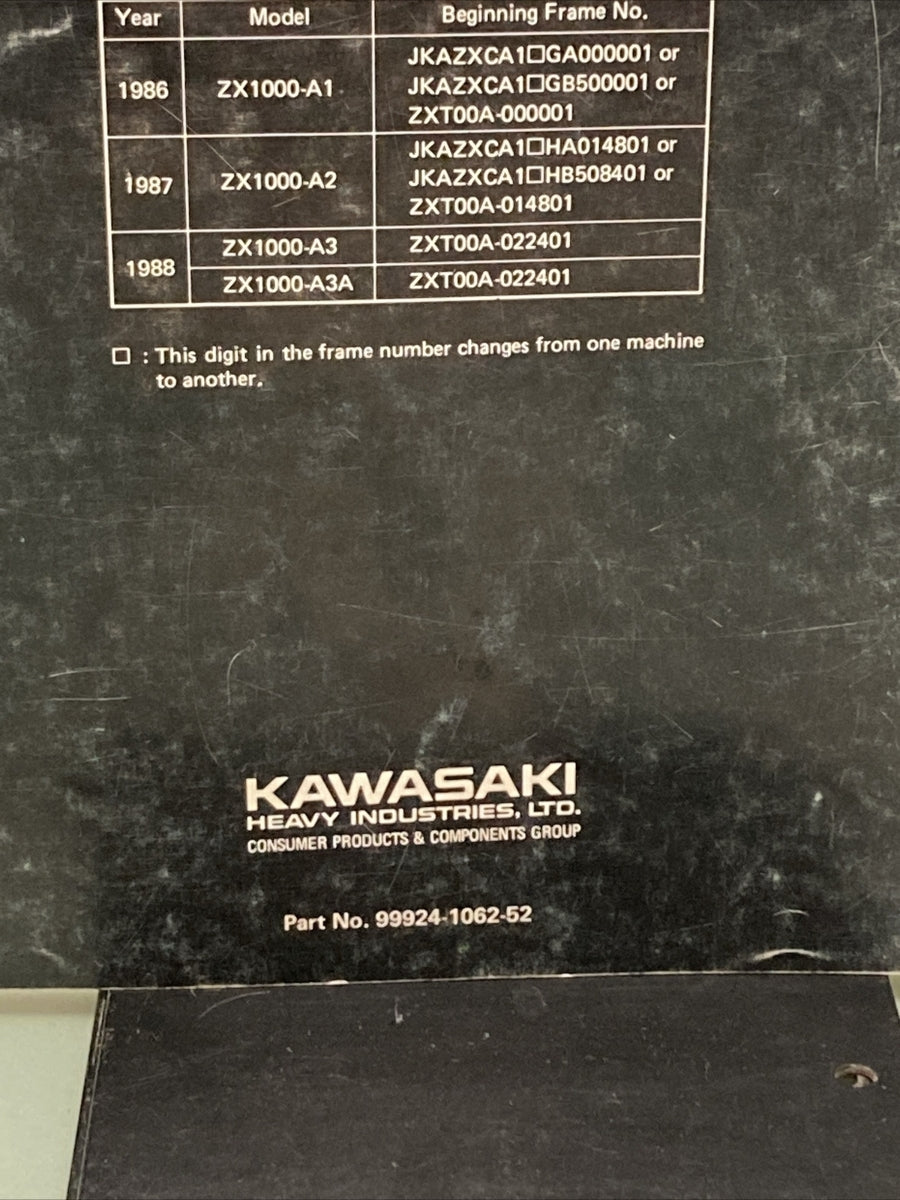 Year Model Beginning Frame No.
1986 ZX1000-A1 JKAZXCA1□GA000001 or
JKAZXCA1□GB500001 or
ZXT00A-000001
1987 ZX1000-A2 JKAZXCA1□HA014801 or
JKAZXCA1□HB508401 or
ZXT00A-014801
1988 ZX1000-A3 ZXT00A-022401
ZX1000-A3A ZXT00A-022401
□ : This digit in the frame number changes from one machine
to another.
KAWASAKI
HEAVY INDUSTRIES, LTD.
CONSUMER PRODUCTS & COMPONENTS GROUP
Part No. 99924-1062-52